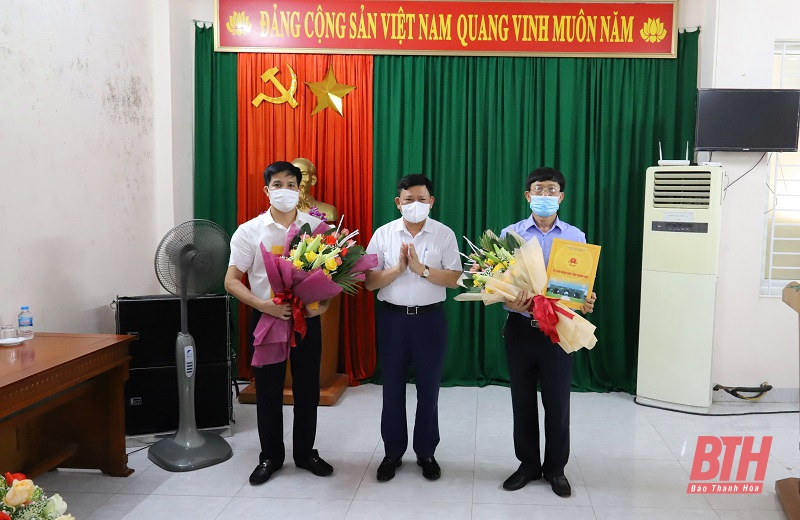 ĐẢNG CỘNG SẢN VIỆT NAM QUANG VINH MUÔN NĂM
BTH
Báo Thanh Hóa